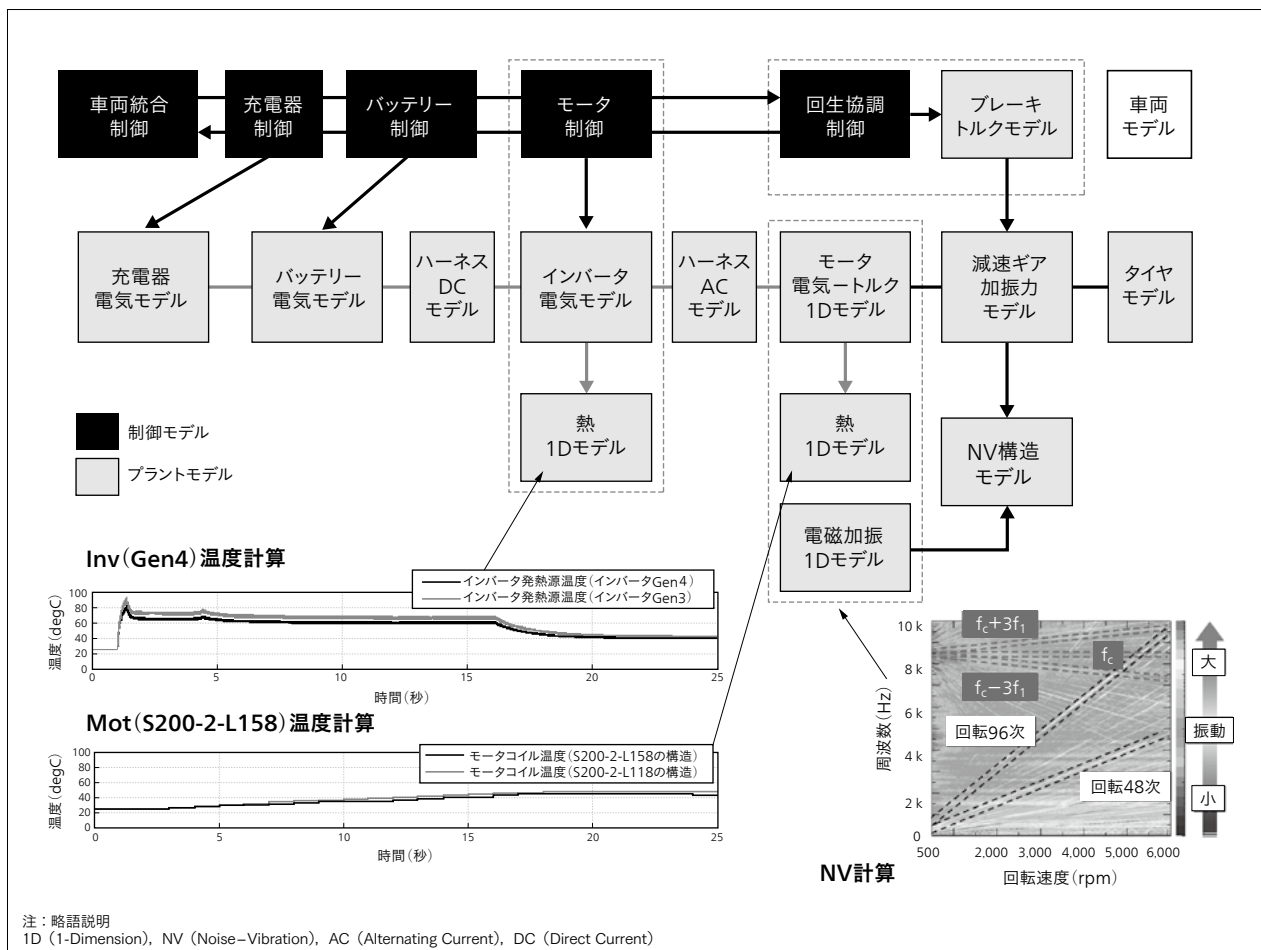 車両統合
制御
充電器
制御
バッテリー
制御
モータ
制御
回生協調
制御
ブレーキ
トルクモデル
車両
モデル
充電器
電気モデル
バッテリー
電気モデル
ハーネス
DC
モデル
インバータ
電気モデル
ハーネス
AC
モデル
モータ
電気ートルク
1Dモデル
減速ギア
加振力
モデル
タイヤ
モデル
熱
1Dモデル
熱
1Dモデル
NV構造
モデル
電磁加振
1Dモデル
制御モデル
プラントモデル
Inv(Gen4)温度計算
インバータ発熱源温度(インバータGen4)
インバータ発熱源温度(インバータGen3)
温度(degC)
100
80
60
40
20
0
0 5 10 15 20 25
時間(秒)
Mot(S200-2-L158)温度計算
モータコイル温度(S200-2-L158の構造)
モータコイル温度(S200-2-L118の構造)
温度(degC)
100
80
60
40
20
0
0 5 10 15 20 25
時間(秒)
周波数(Hz)
10 k
8 k
6 k
4 k
2 k
0
fc+3f1
fc
fc−3f1
回転96次
回転48次
大
振動
小
500 2,000 3,000 4,000 5,000 6,000
回転速度(rpm)
NV計算
注：略語説明
1D（1-Dimension），NV（Noise−Vibration），AC（Alternating Current），DC（Direct Current）